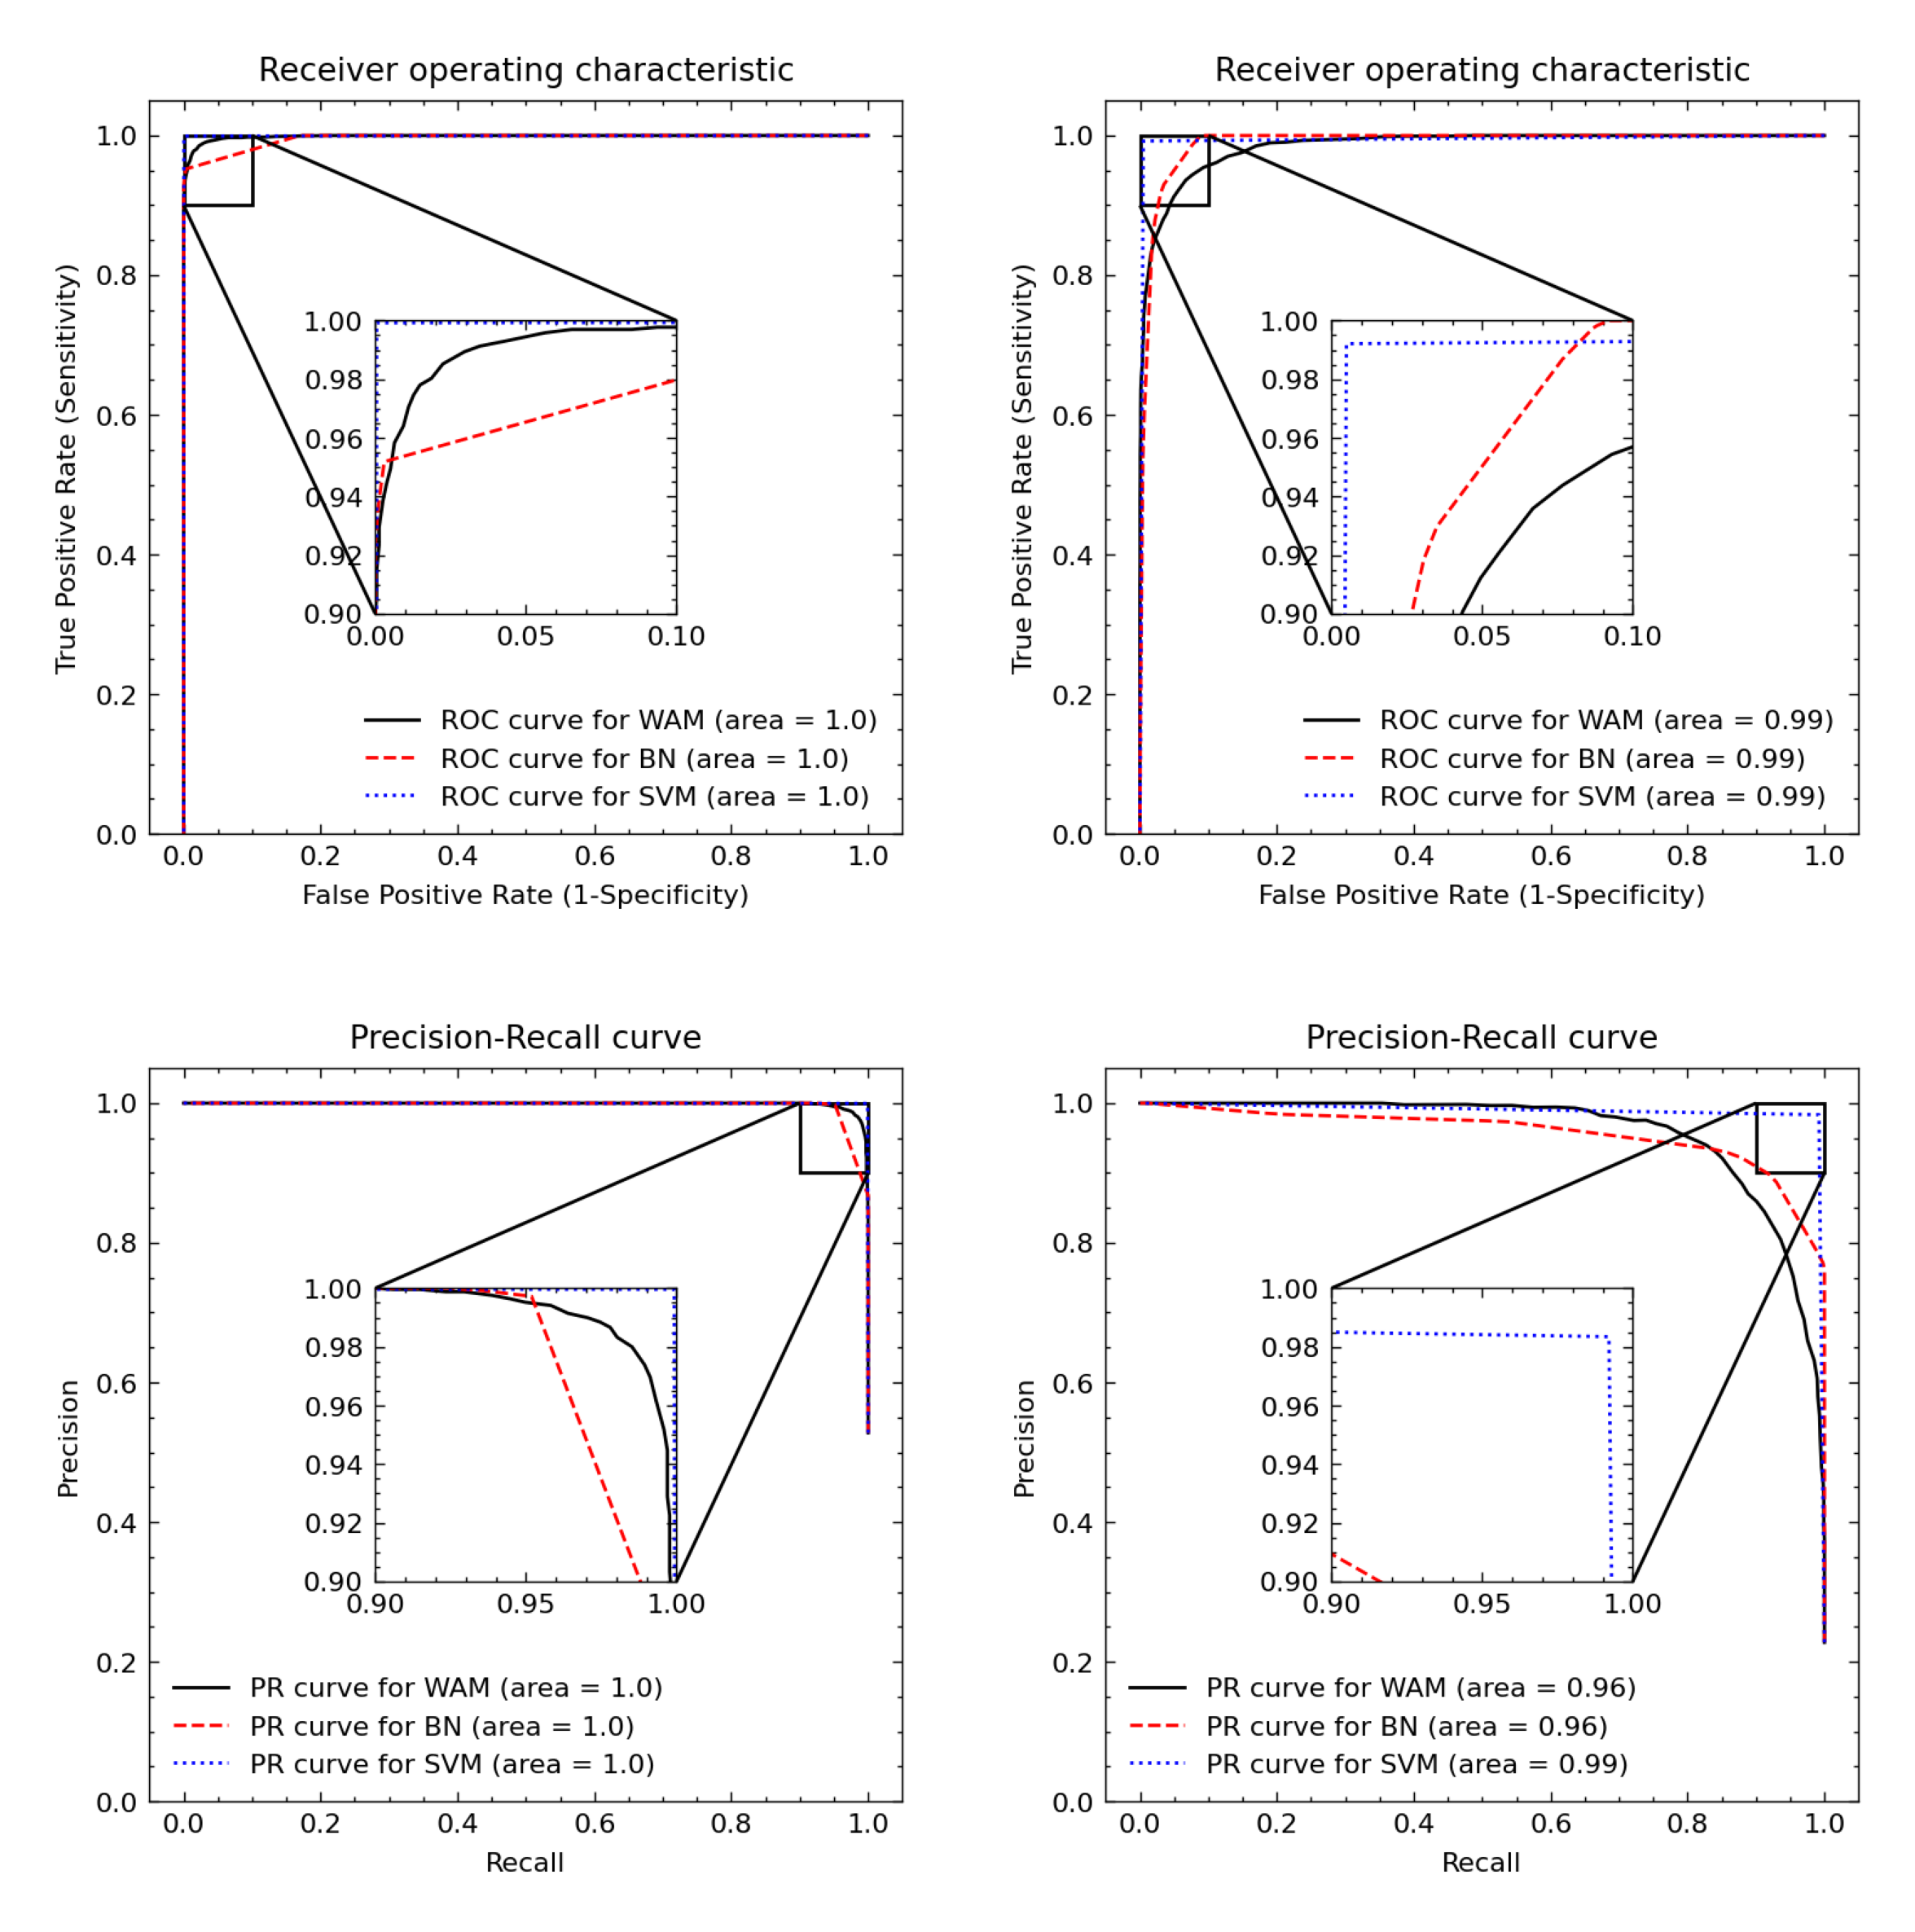 Receiver operating characteristic
1.0
0.8
0.6
0.4
0.2
0.0
True Positive Rate (Sensitivity)
1.00
0.98
0.96
0.94
0.92
0.90
0.00 0.05 0.10
ROC curve for WAM (area = 1.0)
ROC curve for BN (area = 1.0)
ROC curve for SVM (area = 1.0)
0.0 0.2 0.4 0.6 0.8 1.0
False Positive Rate (1-Specificity)
Receiver operating characteristic
1.0
0.8
0.6
0.4
0.2
0.0
True Positive Rate (Sensitivity)
1.00
0.98
0.96
0.94
0.92
0.90
0.00 0.05 0.10
ROC curve for WAM (area = 0.99)
ROC curve for BN (area = 0.99)
ROC curve for SVM (area = 0.99)
0.0 0.2 0.4 0.6 0.8 1.0
False Positive Rate (1-Specificity)
Precision-Recall curve
1.0
0.8
0.6
0.4
0.2
0.0
Precision
1.00
0.98
0.96
0.94
0.92
0.90
0.90 0.95 1.00
PR curve for WAM (area = 1.0)
PR curve for BN (area = 1.0)
PR curve for SVM (area = 1.0)
0.0 0.2 0.4 0.6 0.8 1.0
Recall
Precision-Recall curve
1.0
0.8
0.6
0.4
0.2
0.0
Precision
1.00
0.98
0.96
0.94
0.92
0.90
0.90 0.95 1.00
PR curve for WAM (area = 0.96)
PR curve for BN (area = 0.96)
PR curve for SVM (area = 0.99)
0.0 0.2 0.4 0.6 0.8 1.0
Recall